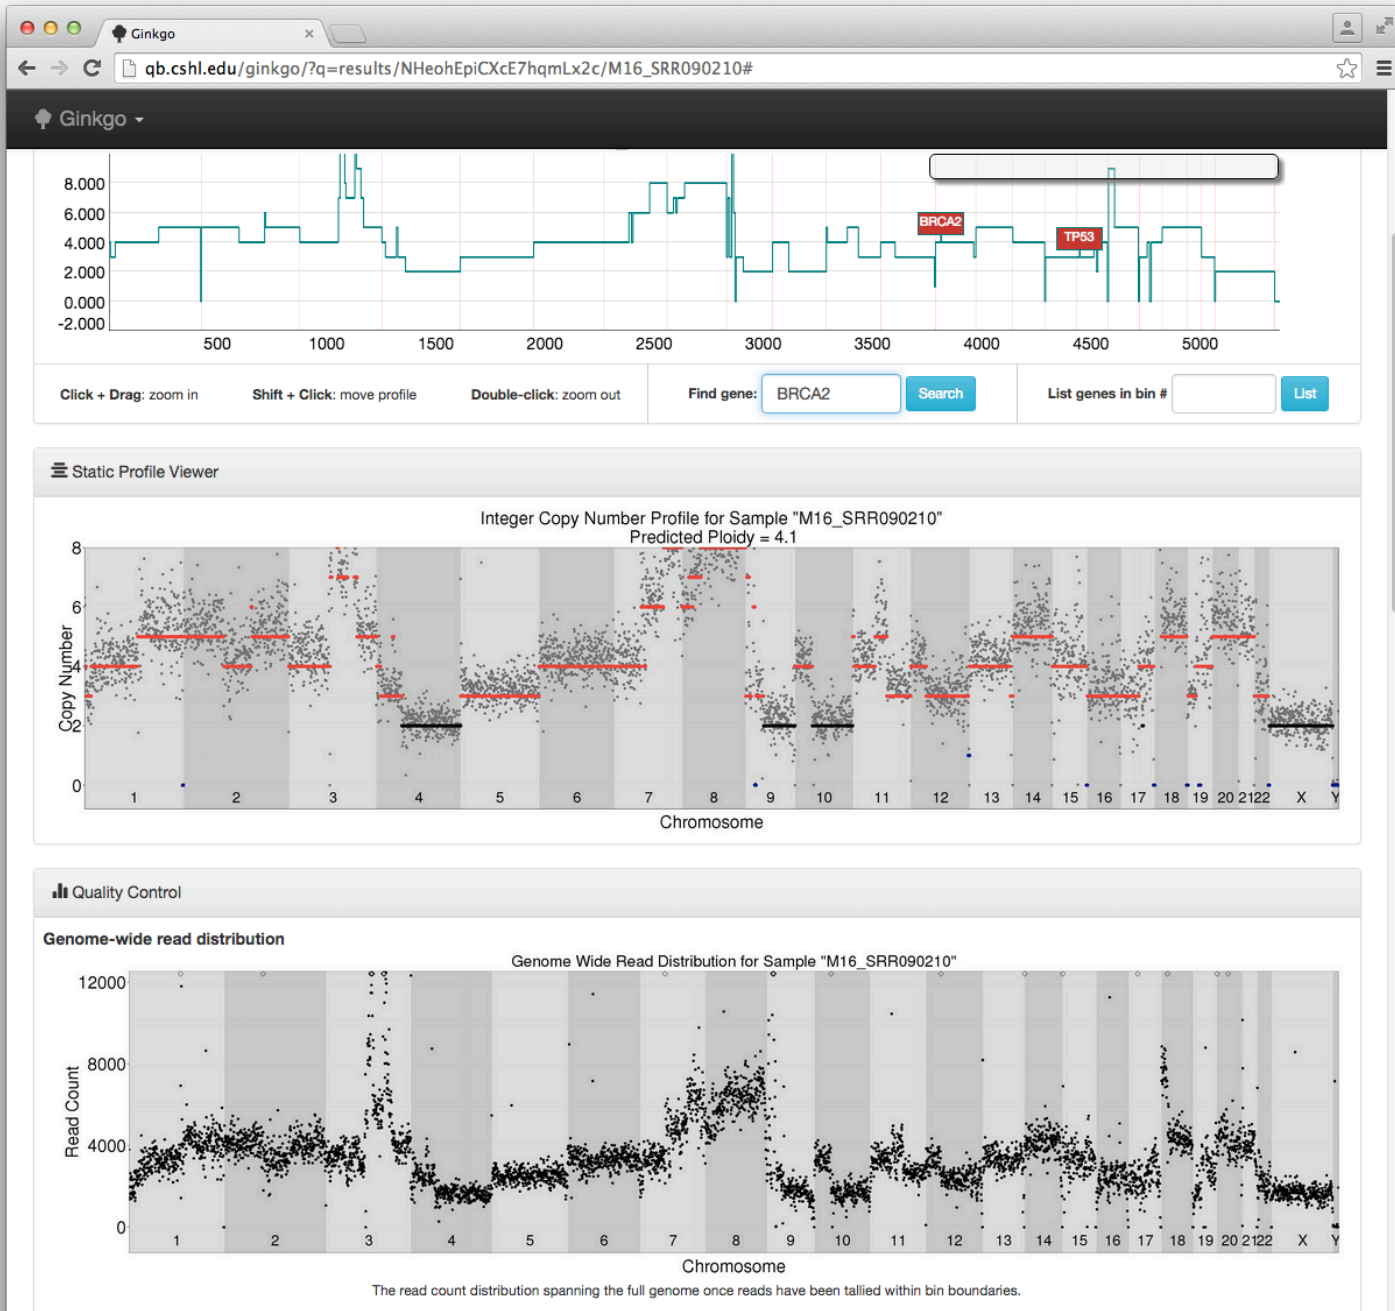 Ginkgo ×
qb.cshl.edu/ginkgo/?q=results/NHeohEpiCXcE7hqmLx2c/M16_SRR090210#
Ginkgo
8.000
6.000
4.000
2.000
0.000
-2.000
BRCA2
TP53
500 1000 1500 2000 2500 3000 3500 4000 4500 5000
Click + Drag: zoom in Shift + Click: move profile Double-click: zoom out Find gene: BRCA2 Search List genes in bin # List
Static Profile Viewer
Integer Copy Number Profile for Sample "M16_SRR090210"
Predicted Ploidy = 4.1
Copy Number
8
6
4
2
0
1 2 3 4 5 6 7 8 9 10 11 12 13 14 15 16 17 18 19 20 21 22 X Y
Chromosome
Quality Control
Genome-wide read distribution
Genome Wide Read Distribution for Sample "M16_SRR090210"
Read Count
12000
8000
4000
0
1 2 3 4 5 6 7 8 9 10 11 12 13 14 15 16 17 18 19 20 21 22 X Y
Chromosome
The read count distribution spanning the full genome once reads have been tallied within bin boundaries.